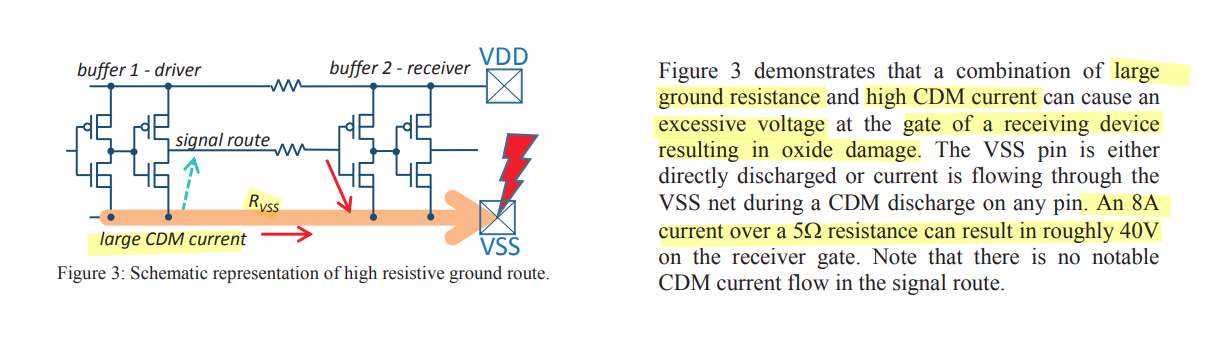 VDD
buffer 1 - driver
buffer 2 - receiver
signal route
RVSS
large CDM current
VSS
Figure 3: Schematic representation of high resistive ground route.
Figure 3 demonstrates that a combination of large
ground resistance and high CDM current can cause an
excessive voltage at the gate of a receiving device
resulting in oxide damage. The VSS pin is either
directly discharged or current is flowing through the
VSS net during a CDM discharge on any pin. An 8A
current over a 5Ω resistance can result in roughly 40V
on the receiver gate. Note that there is no notable
CDM current flow in the signal route.